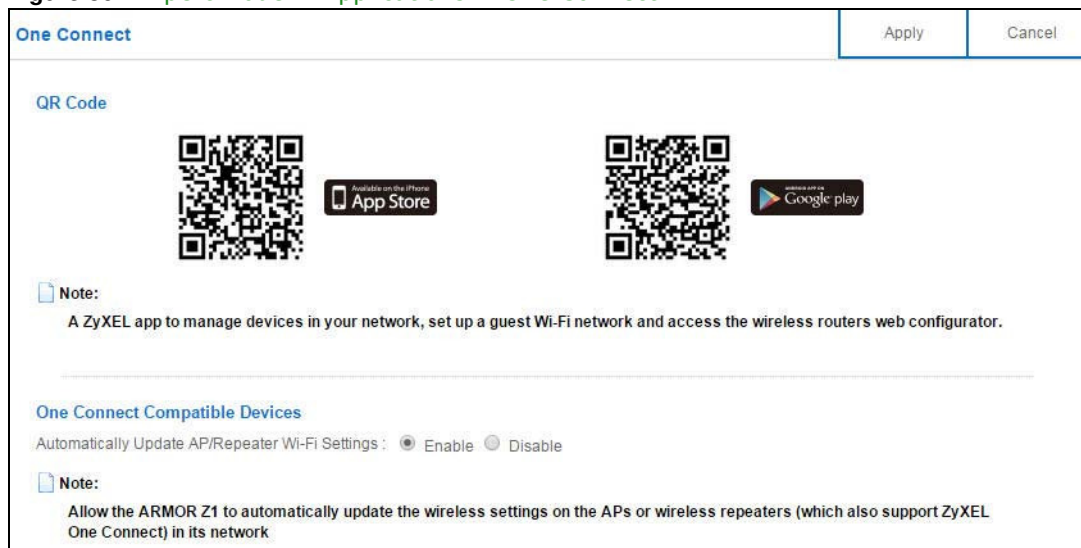 One Connect
Apply
Cancel
QR Code
Available on the iPhone
App Store
ANDROID APP ON
Google play
Note:
A ZyXEL app to manage devices in your network, set up a guest Wi-Fi network and access the wireless routers web configurator.
One Connect Compatible Devices
Automatically Update AP/Repeater Wi-Fi Settings : Enable Disable
Note:
Allow the ARMOR Z1 to automatically update the wireless settings on the APs or wireless repeaters (which also support ZyXEL
One Connect) in its network